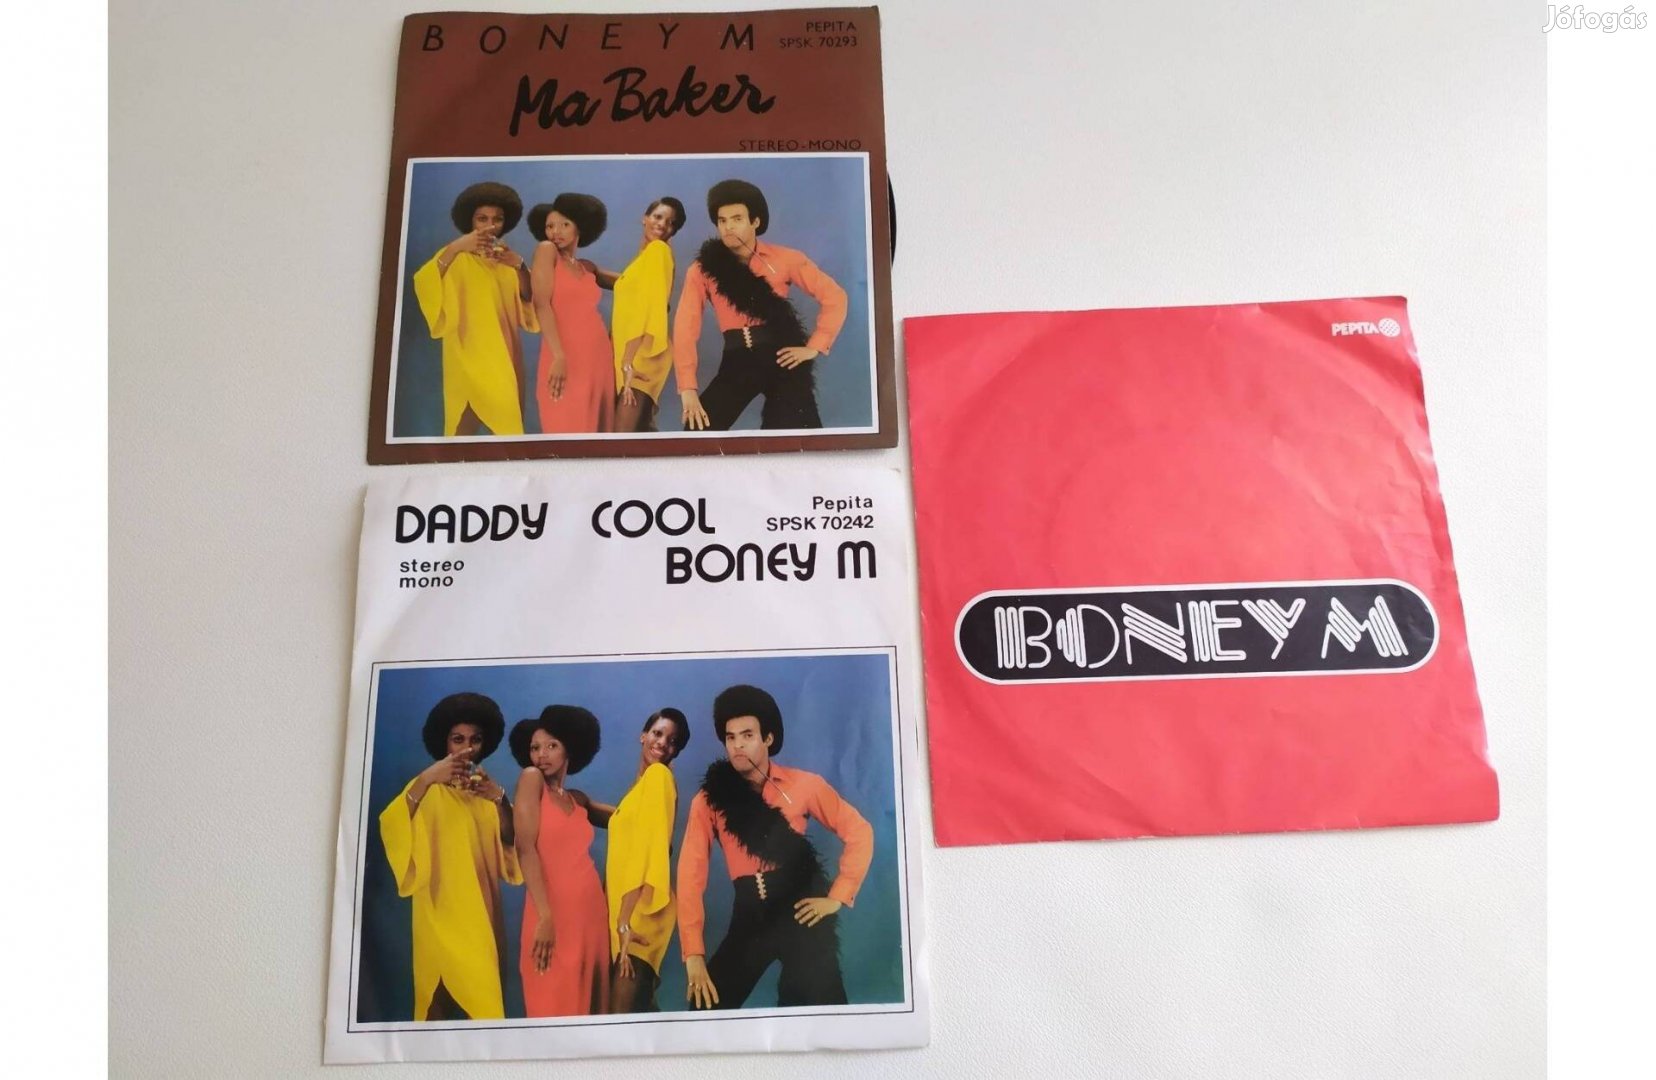 Jófogás
BONEY M
PEPITA
SPSK 70293
Ma Baker
STEREO-MONO
DADDY COOL
Pepita
SPSK 70242
stereo
mono
BONEY M
PEPITA
BONEY M